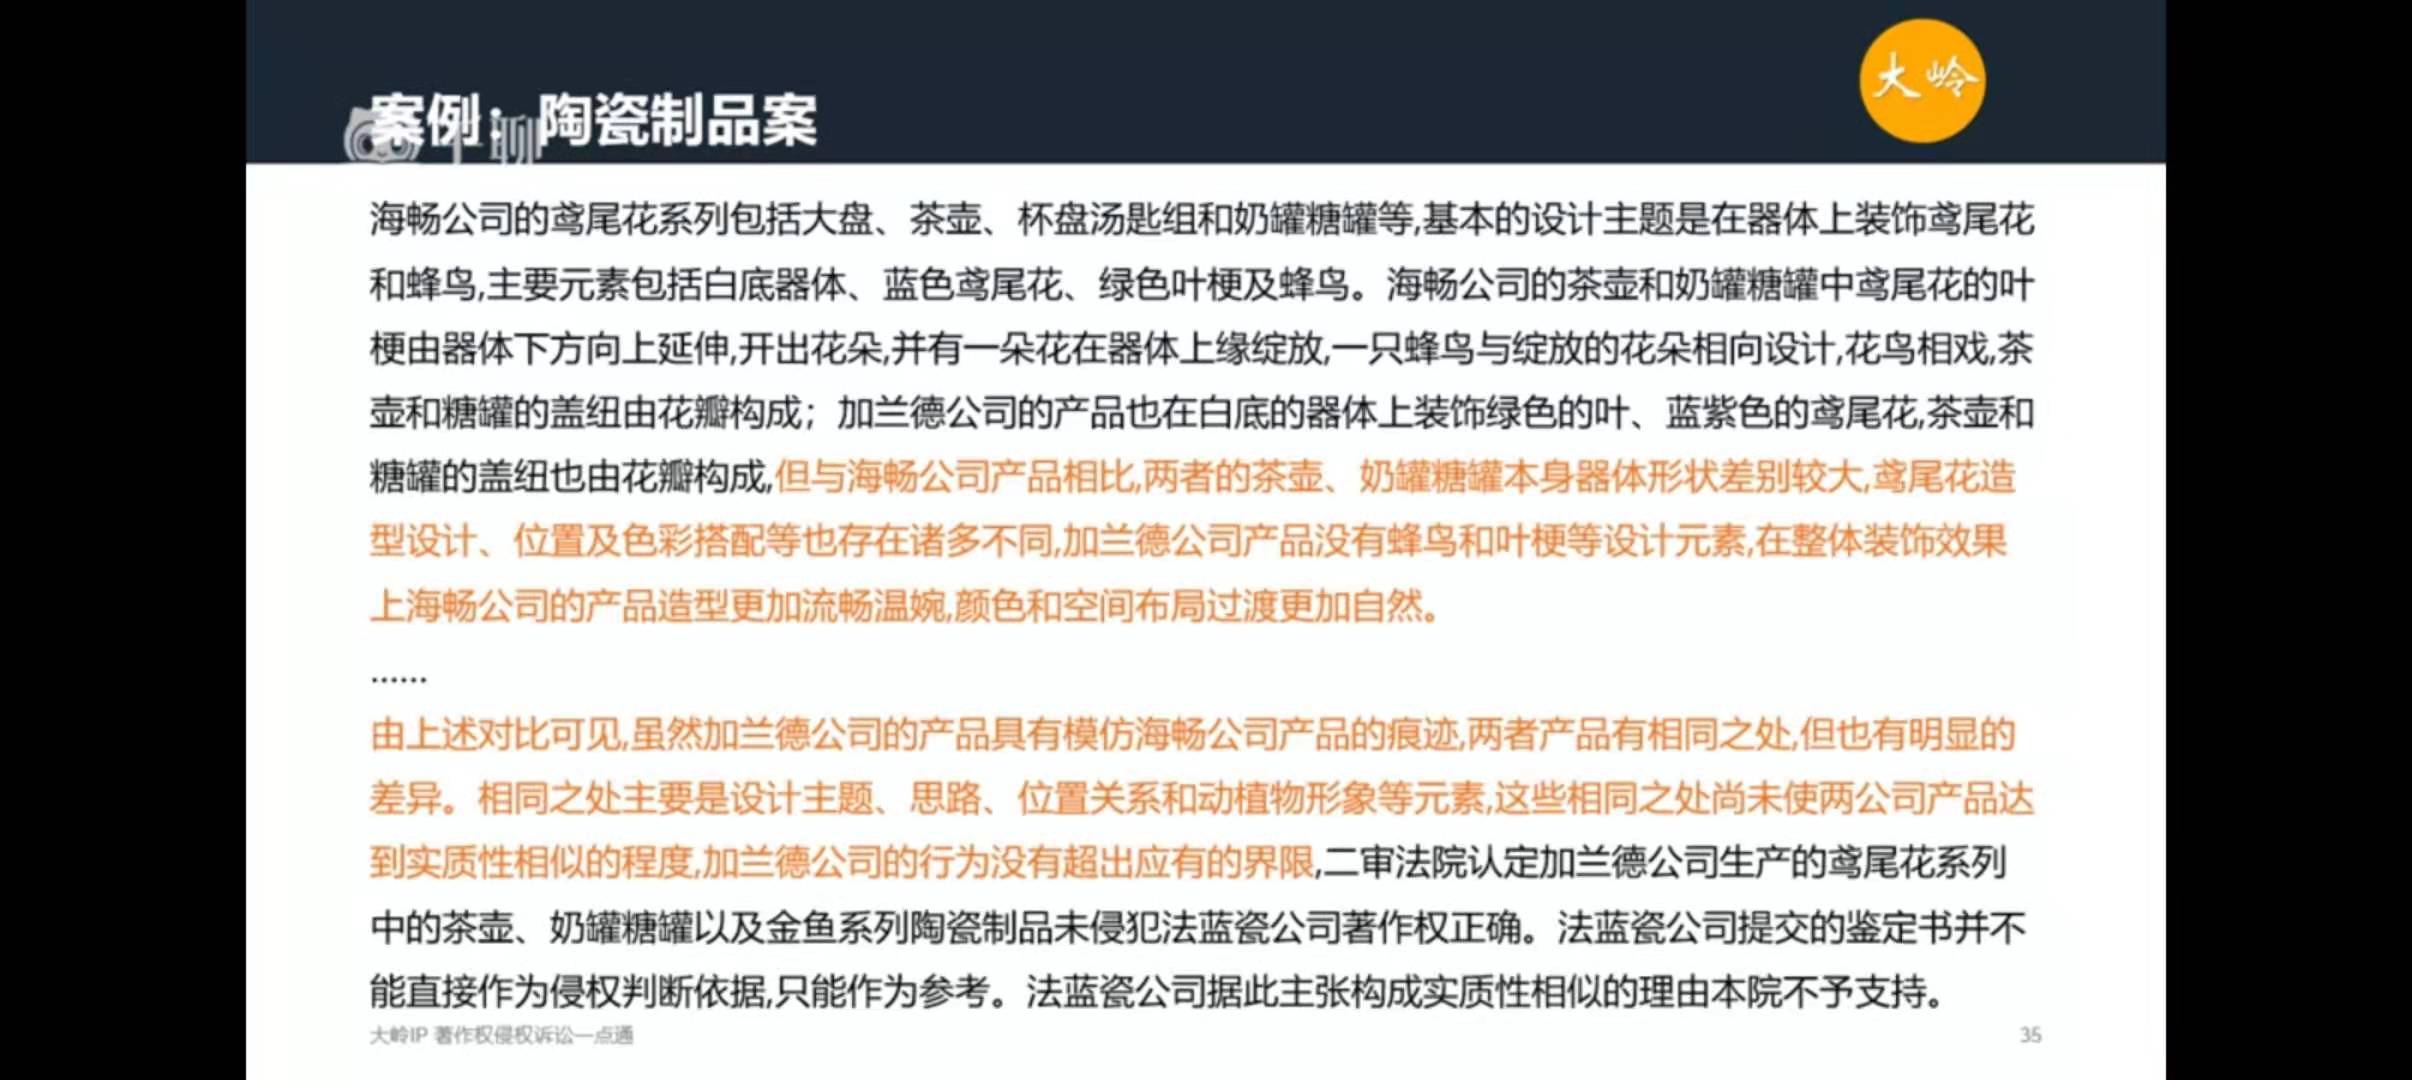 大岭
案例：陶瓷制品案
千聊
海畅公司的鸢尾花系列包括大盘、茶壶、杯盘汤匙组和奶罐糖罐等,基本的设计主题是在器体上装饰鸢尾花
和蜂鸟,主要元素包括白底器体、蓝色鸢尾花、绿色叶梗及蜂鸟。海畅公司的茶壶和奶罐糖罐中鸢尾花的叶
梗由器体下方向上延伸,开出花朵,并有一朵花在器体上缘绽放,一只蜂鸟与绽放的花朵相向设计,花鸟相戏,茶
壶和糖罐的盖纽由花瓣构成；加兰德公司的产品也在白底的器体上装饰绿色的叶、蓝紫色的鸢尾花,茶壶和
糖罐的盖纽也由花瓣构成,但与海畅公司产品相比,两者的茶壶、奶罐糖罐本身器体形状差别较大,鸢尾花造
型设计、位置及色彩搭配等也存在诸多不同,加兰德公司产品没有蜂鸟和叶梗等设计元素,在整体装饰效果
上海畅公司的产品造型更加流畅温婉,颜色和空间布局过渡更加自然。
......
由上述对比可见,虽然加兰德公司的产品具有模仿海畅公司产品的痕迹,两者产品有相同之处,但也有明显的
差异。相同之处主要是设计主题、思路、位置关系和动植物形象等元素,这些相同之处尚未使两公司产品达
到实质性相似的程度,加兰德公司的行为没有超出应有的界限,二审法院认定加兰德公司生产的鸢尾花系列
中的茶壶、奶罐糖罐以及金鱼系列陶瓷制品未侵犯法蓝瓷公司著作权正确。法蓝瓷公司提交的鉴定书并不
能直接作为侵权判断依据,只能作为参考。法蓝瓷公司据此主张构成实质性相似的理由本院不予支持。
大岭IP 著作权侵权诉讼一点通
35